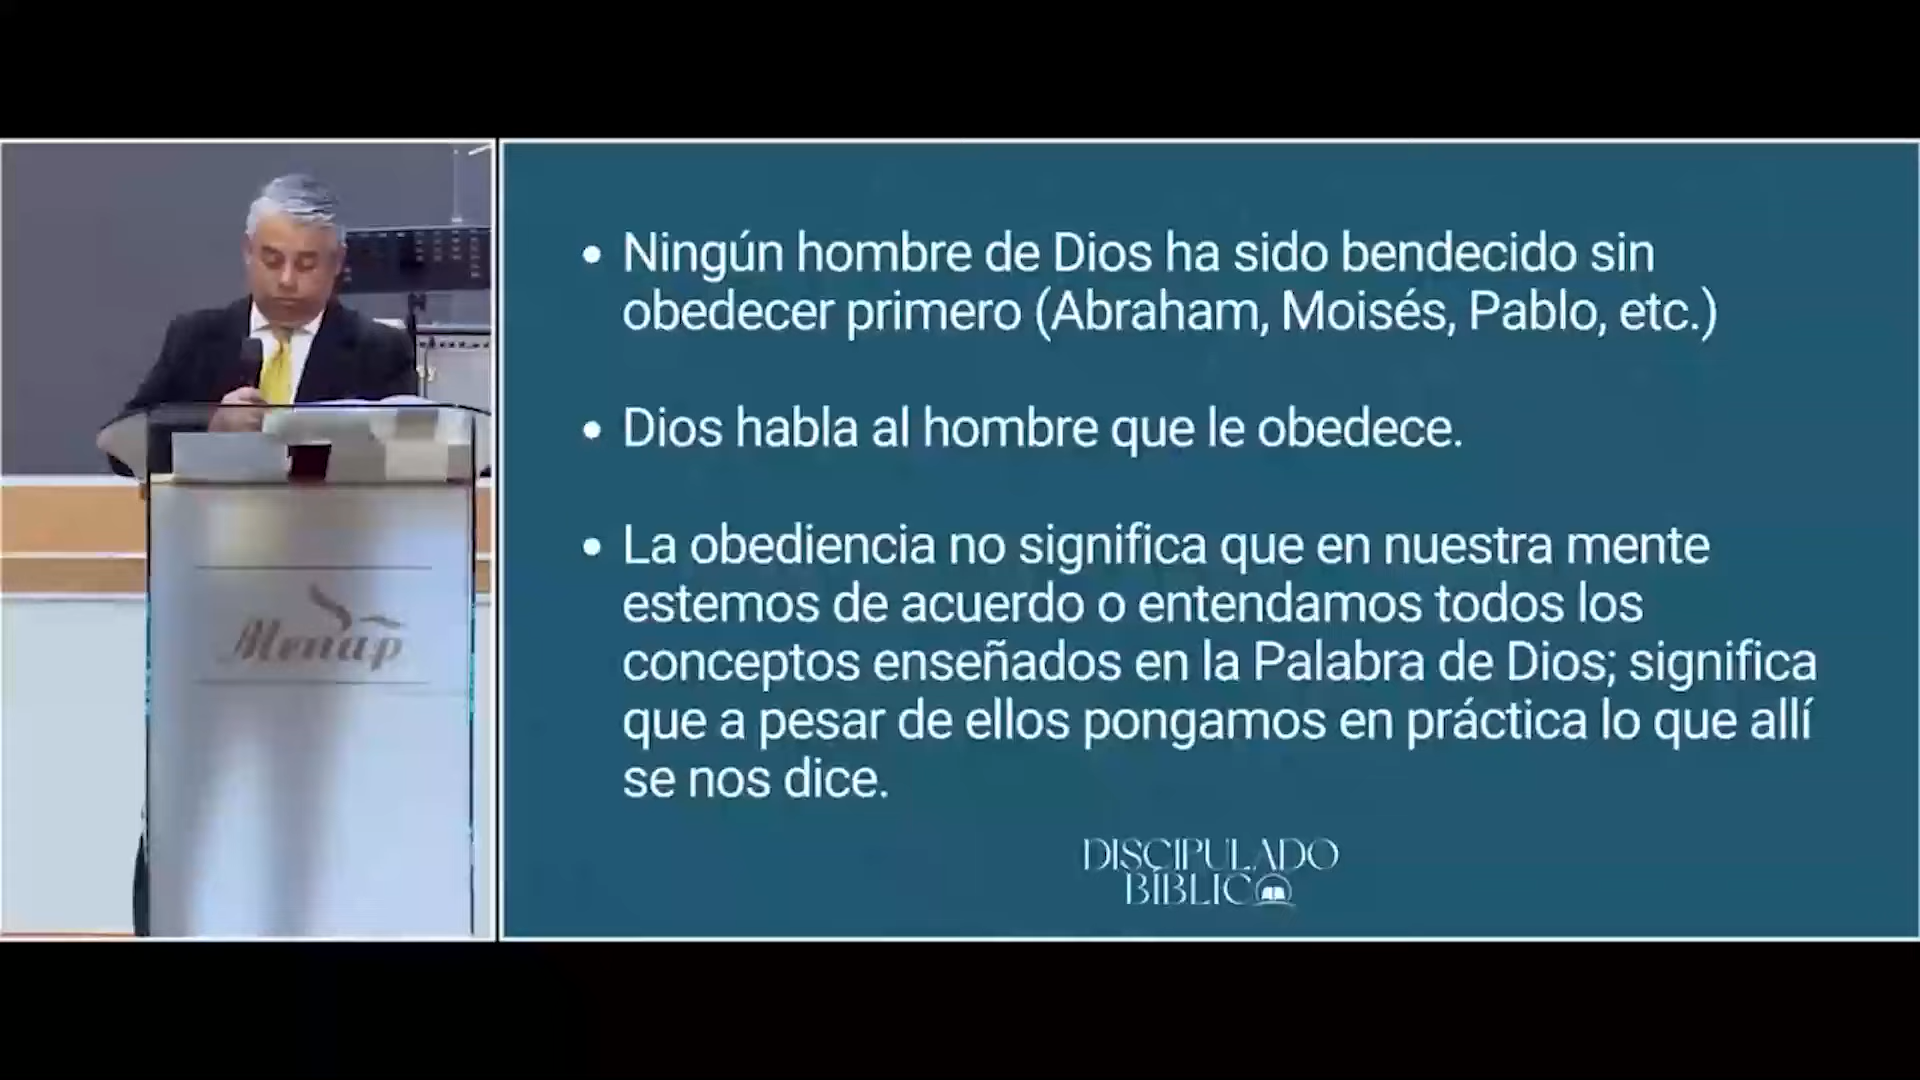 Menap
• Ningún hombre de Dios ha sido bendecido sin
obedecer primero (Abraham, Moisés, Pablo, etc.)
• Dios habla al hombre que le obedece.
• La obediencia no significa que en nuestra mente
estemos de acuerdo o entendamos todos los
conceptos enseñados en la Palabra de Dios; significa
que a pesar de ellos pongamos en práctica lo que allí
se nos dice.
DISCIPULADO
BÍBLICO